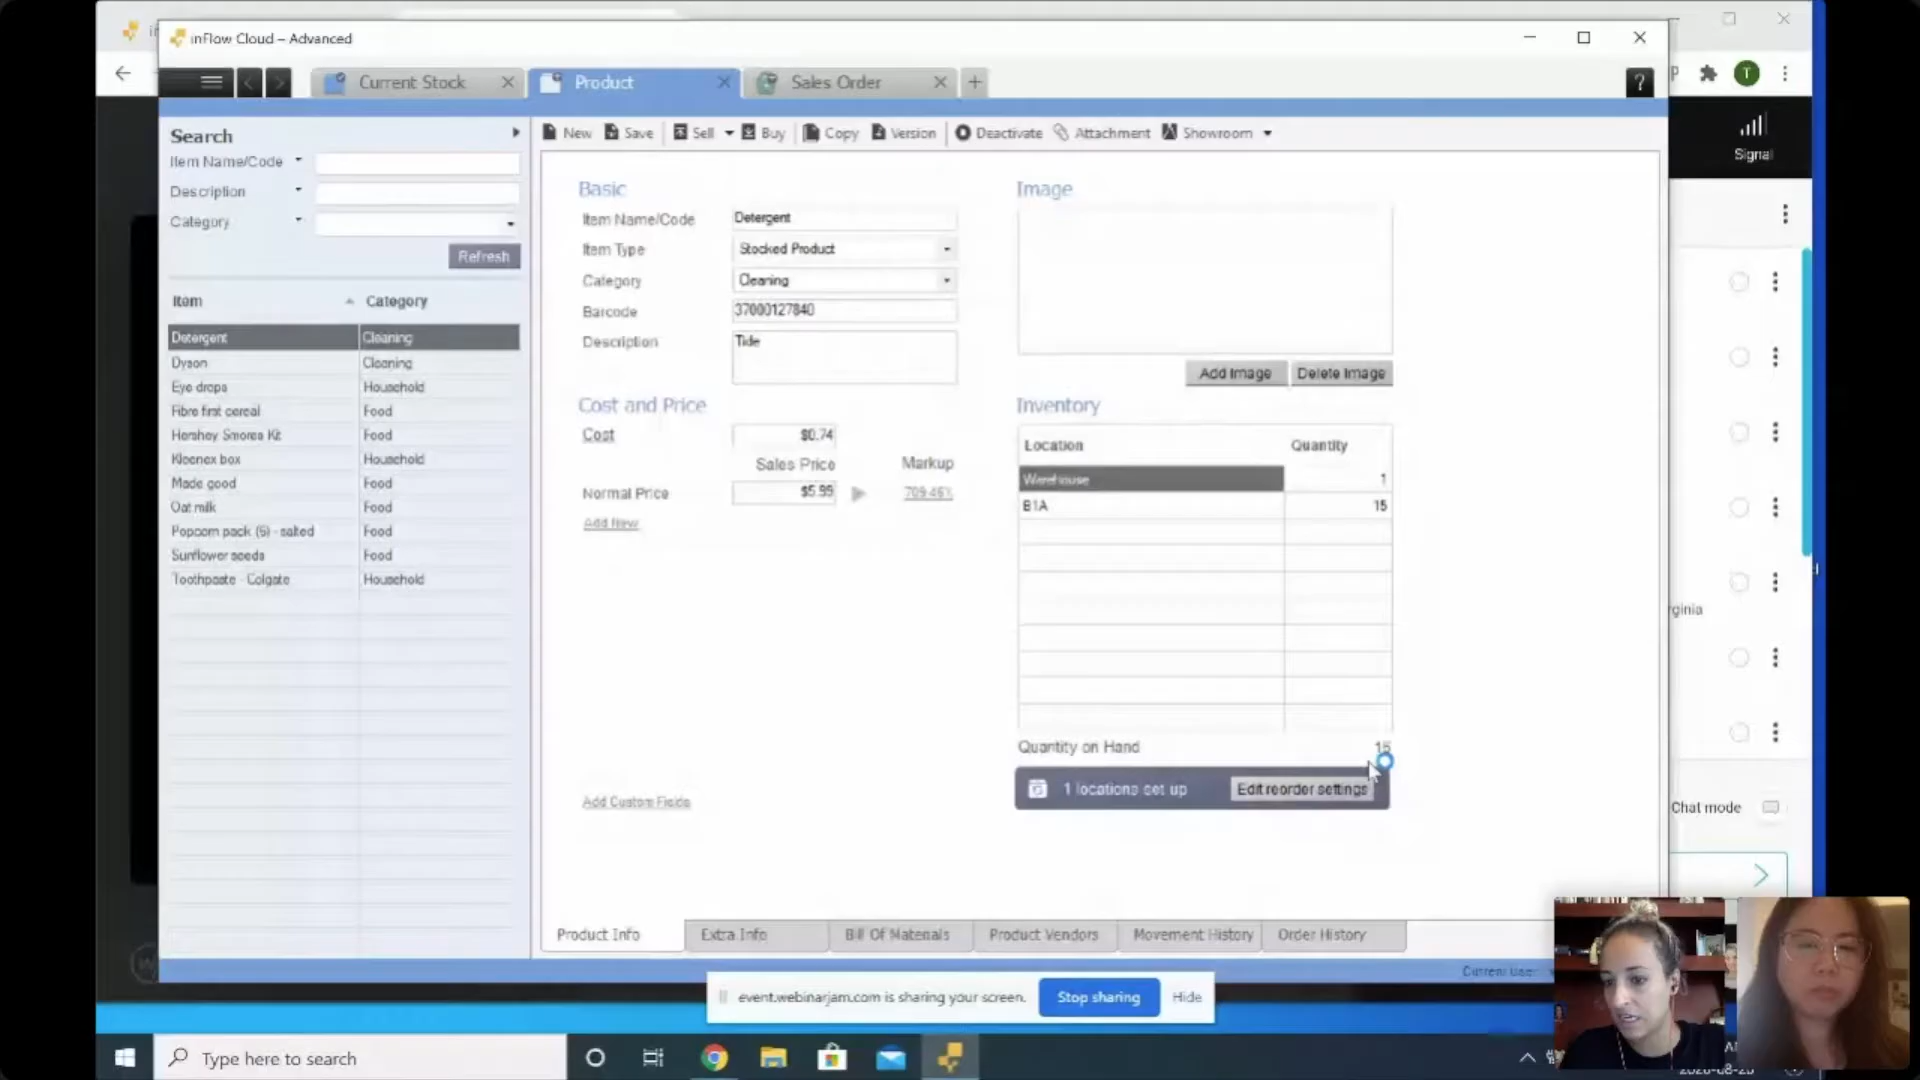 inFlow Cloud – Advanced
Current Stock
Product
Sales Order
?
T
Search
Item Name/Code
Description
Category
Refresh
Item Category
Detergent Cleaning
Dyson Cleaning
Eye drops Household
Fibre first cereal Food
Hershey Smores Kit Food
Kleenex box Household
Made good Food
Oat milk Food
Popcorn pack (6) - salted Food
Sunflower seeds Food
Toothpaste - Colgate Household
New Save Sell Buy Copy Version Deactivate Attachment Showroom
Basic
Item Name/Code Detergent
Item Type Stocked Product
Category Cleaning
Barcode 37000127840
Description Tide
Cost and Price
Cost $0.74
Sales Price Markup
Normal Price $5.99 709.46%
Add New
Add Custom Fields
Image
Add Image Delete Image
Inventory
Location Quantity
Warehouse 1
B1A 15
Quantity on Hand
1 locations set up Edit reorder settings
Product Info Extra Info Bill Of Materials Product Vendors Movement History Order History
Current User:
Signal
rginia
Chat mode
event.webinarjam.com is sharing your screen. Stop sharing Hide
Type here to search